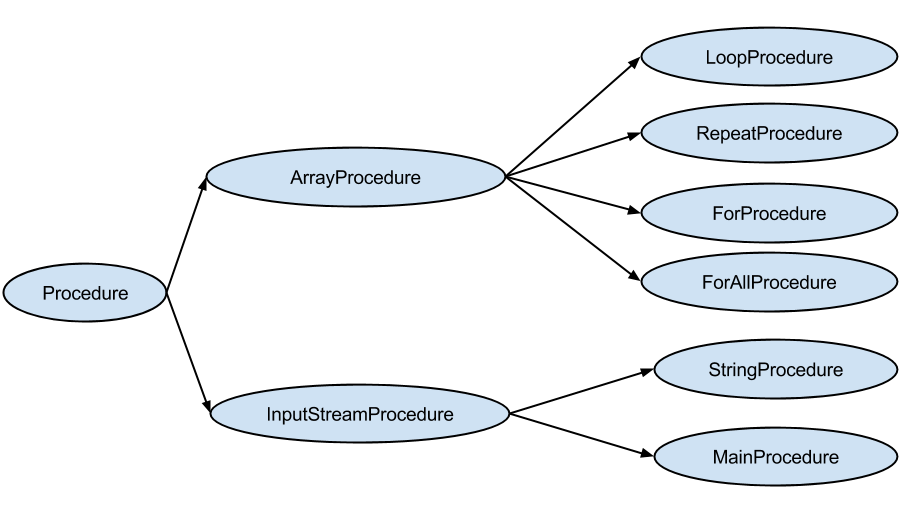 LoopProcedure
RepeatProcedure
ArrayProcedure
ForProcedure
ForAllProcedure
Procedure
StringProcedure
InputStreamProcedure
MainProcedure